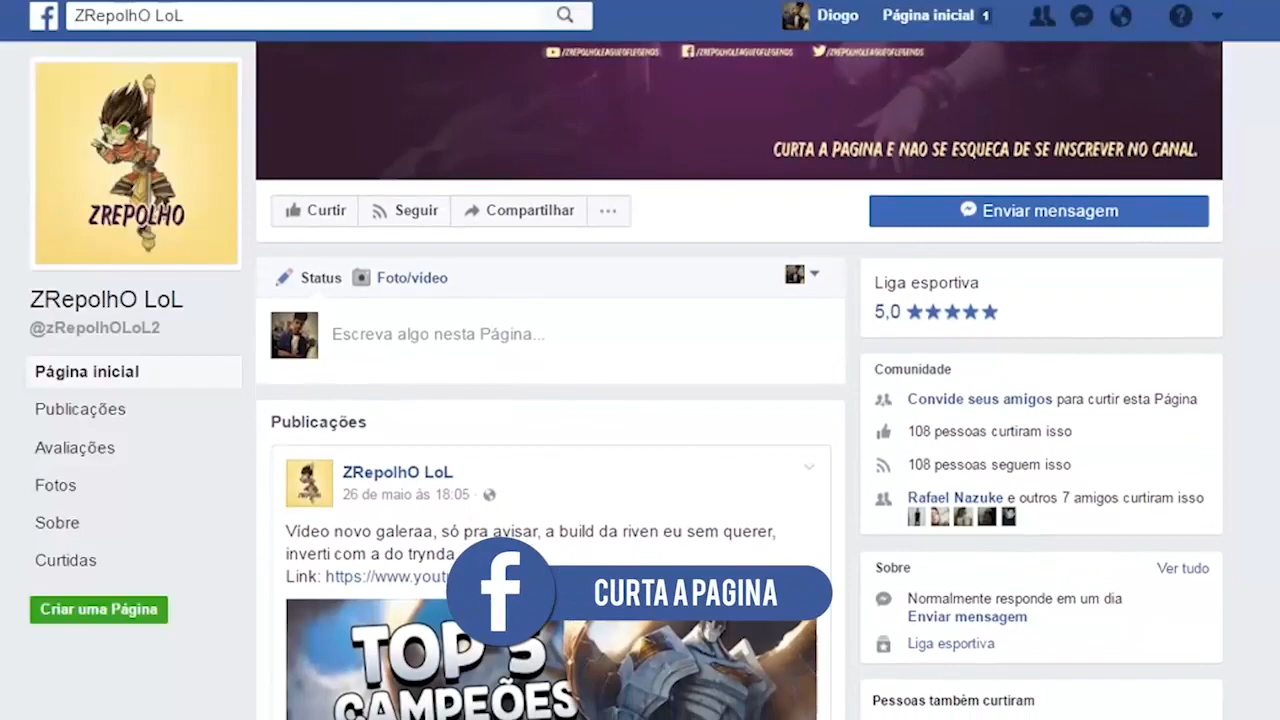 ZRepolhO LoL
Diogo
Página inicial 1
/ZREPOLHOLEAGUEOFLEGENDS
/ZREPOLHOLEAGUEOFLEGENDS
/ZREPOLHOLEAGUEOFLEGENDS
CURTA A PAGINA E NAO SE ESQUECA DE SE INSCREVER NO CANAL.
ZREPOLHO
Curtir
Seguir
Compartilhar
Enviar mensagem
ZRepolhO LoL
@zRepolhOLoL2
Página inicial
Publicações
Avaliações
Fotos
Sobre
Curtidas
Criar uma Página
Status
Foto/vídeo
Escreva algo nesta Página...
Publicações
ZRepolhO LoL
26 de maio às 18:05
Vídeo novo galeraa, só pra avisar, a build da riven eu sem querer,
inverti com a do trynda
Link: https://www.yout
CURTA A PAGINA
TOP 5
CAMPEÕES
Liga esportiva
5,0
Comunidade
Convide seus amigos para curtir esta Página
108 pessoas curtiram isso
108 pessoas seguem isso
Rafael Nazuke e outros 7 amigos curtiram isso
Sobre
Ver tudo
Normalmente responde em um dia
Enviar mensagem
Liga esportiva
Pessoas também curtiram